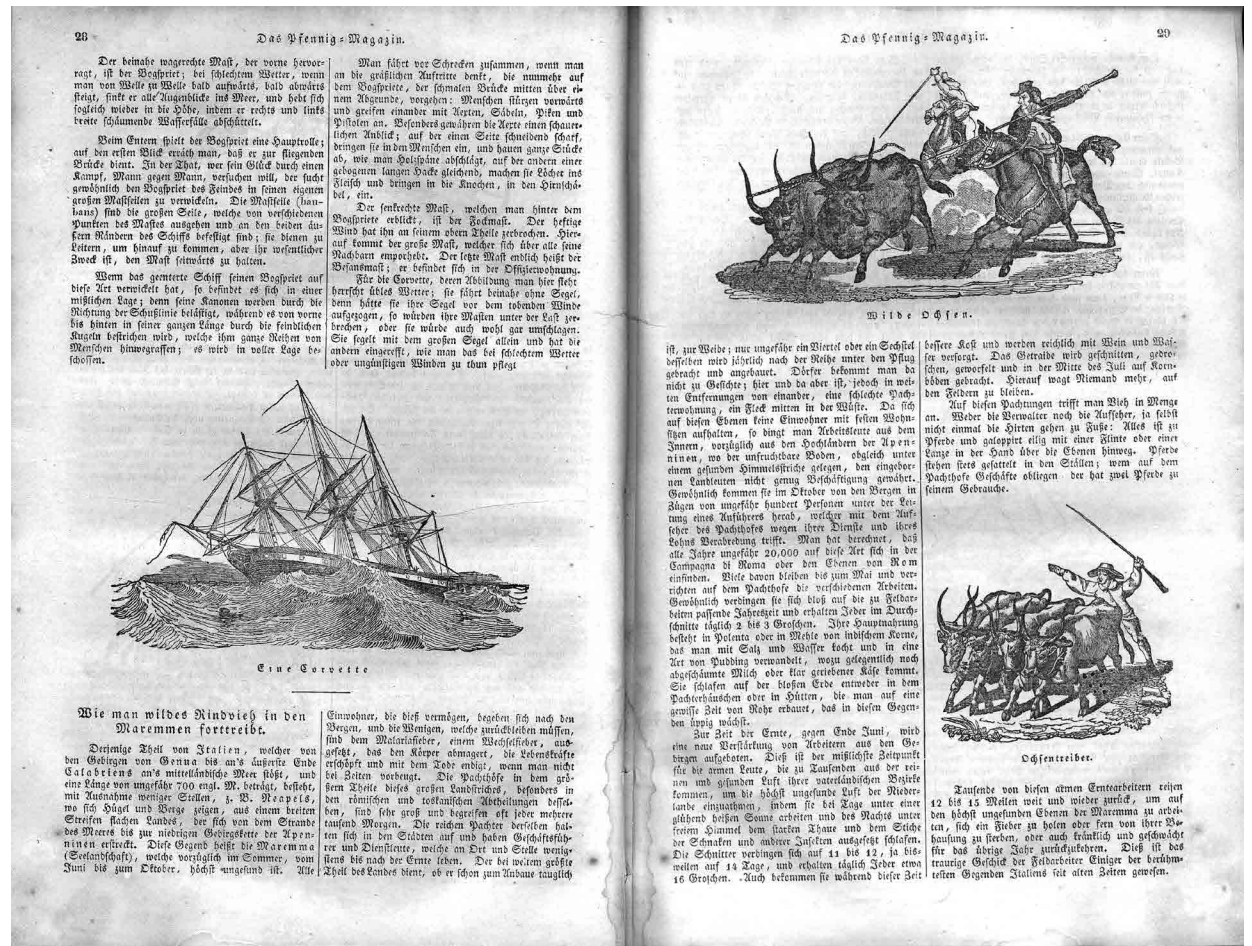 28
Das Pfennig-Magazin.
Der beinahe wagerechte Mast, der vorne hervor-
ragt, ist der Bogspriet; bei schlechtem Wetter, wenn
man von Welle zu Welle bald aufwärts, bald abwärts
steigt, sinkt er alle Augenblicke ins Meer, und hebt sich
sogleich wieder in die Höhe, indem er rechts und links
breite schäumende Wasserfälle abschüttelt.
Beim Entern spielt der Bogspriet eine Hauptrolle;
auf den ersten Blick erräth man, daß er zur fliegenden
Brücke dient. In der That, wer sein Glück durch einen
Kampf, Mann gegen Mann, versuchen will, der sucht
gewöhnlich den Bogspriet des Feindes in seinen eigenen
großen Mastseilen zu verwickeln. Die Mastseile (hau-
bans) sind die großen Seile, welche von verschiedenen
Punkten des Mastes ausgehen und an den beiden äu-
ßern Rändern des Schiffs befestigt sind; sie dienen zu
Leitern, um hinauf zu kommen, aber ihr wesentlicher
Zweck ist, den Mast seitwärts zu halten.
Wenn das geenterte Schiff seinen Bogspriet auf
diese Art verwickelt hat, so befindet es sich in einer
mißlichen Lage; denn seine Kanonen werden durch die
Richtung der Schußlinie belästigt, während es von vorne
bis hinten in seiner ganzen Länge durch die feindlichen
Kugeln bestrichen wird, welche ihm ganze Reihen von
Menschen hinwegraffen; es wird in voller Lage be-
schossen.
Man fährt vor Schrecken zusammen, wenn man
an die gräßlichen Auftritte denkt, die nunmehr auf
dem Bogspriete, der schmalen Brücke mitten über ei-
nem Abgrunde, vorgehen: Menschen stürzen vorwärts
und greifen einander mit Aexten, Säbeln, Piken und
Pistolen an. Besonders gewähren die Aexte einen schauer-
lichen Anblick; auf der einen Seite schneidend scharf,
bringen sie in den Menschen ein, und hauen ganze Stücke
ab, wie man Holzspäne abschlägt, auf der andern einer
gebogenen langen Hacke gleichend, machen sie Löcher ins
Fleisch und bringen in die Knochen, in den Hirnschä-
del, ein.
Der senkrechte Mast, welchen man hinter dem
Bogspriete erblickt, ist der Fockmast. Der heftige
Wind hat ihn an seinem obern Theile zerbrochen. Hier-
auf kommt der große Mast, welcher sich über alle seine
Nachbarn emporhebt. Der letzte Mast endlich heißt der
Besansmast; er befindet sich in der Offizierwohnung.
Für die Corvette, deren Abbildung man hier sieht
herrscht übles Wetter; sie fährt beinahe ohne Segel,
denn hätte sie ihre Segel vor dem tobenden Winde
aufgezogen, so würden ihre Masten unter der Last zer-
brechen, oder sie würde auch wohl gar umschlagen.
Sie segelt mit dem großen Segel allein und hat die
andern eingerefft, wie man das bei schlechtem Wetter
oder ungünstigen Winden zu thun pflegt
Eine Corvette
Wie man wildes Rindvieh in den
Maremmen forttreibt.
Derjenige Theil von Italien, welcher von
den Gebirgen von Genua bis an's äußerste Ende
Calabriens an's mittelländische Meer stößt, und
eine Länge von ungefähr 700 engl. M. beträgt, besteht,
mit Ausnahme weniger Stellen, z. B. Neapels,
wo sich Hügel und Berge zeigen, aus einem breiten
Streifen flachen Landes, der sich von dem Strande
des Meeres bis zur niedrigen Gebirgskette der Apen-
ninen erstreckt. Diese Gegend heißt die Maremma
(Seelandschaft), welche vorzüglich im Sommer, vom
Juni bis zum Oktober, höchst ungesund ist. Alle
Einwohner, die dieß vermögen, begeben sich nach den
Bergen, und die Wenigen, welche zurückbleiben müssen,
sind dem Malariafieber, einem Wechselfieber, aus-
gesetzt, das den Körper abmagert, die Lebenskräfte
erschöpft und mit dem Tode endigt, wenn man nicht
bei Zeiten vorbeugt. Die Pachthöfe in dem grö-
ßern Theile dieses großen Landstriches, besonders in
den römischen und toskanischen Abtheilungen dessel-
ben, sind sehr groß und begreifen oft jeder mehrere
tausend Morgen. Die reichen Pachter derselben hal-
ten sich in den Städten auf und haben Geschäftsfüh-
rer und Dienstleute, welche an Ort und Stelle wenig-
stens bis nach der Ernte leben. Der bei weitem größte
Theil des Landes dient, ob er schon zum Anbaue tauglich
Das Pfennig-Magazin.
29
Wilde Ochsen.
ist, zur Weide; nur ungefähr ein Viertel oder ein Sechstel
desselben wird jährlich nach der Reihe unter den Pflug
gebracht und angebaut. Dörfer bekommt man da
nicht zu Gesichte; hier und da aber ist, jedoch in wei-
ten Entfernungen von einander, eine schlechte Pach-
terwohnung, ein Fleck mitten in der Wüste. Da sich
auf diesen Ebenen keine Einwohner mit festen Wohn-
sitzen aufhalten, so dingt man Arbeitsleute aus dem
Innern, vorzüglich aus den Hochländern der Apen-
ninen, wo der unfruchtbare Boden, obgleich unter
einem gesunden Himmelsstriche gelegen, den eingebor-
nen Landleuten nicht genug Beschäftigung gewährt.
Gewöhnlich kommen sie im Oktober von den Bergen in
Zügen von ungefähr hundert Personen unter der Lei-
tung eines Anführers herab, welcher mit dem Auf-
seher des Pachthofes wegen ihrer Dienste und ihres
Lohns Verabredung trifft. Man hat berechnet, daß
alle Jahre ungefähr 20,000 auf diese Art sich in der
Campagna di Roma oder den Ebenen von Rom
einfinden. Viele davon bleiben bis zum Mai und ver-
richten auf dem Pachthofe die verschiedenen Arbeiten.
Gewöhnlich verdingen sie sich bloß auf die zu Feldar-
beiten passende Jahreszeit und erhalten Jeder im Durch-
schnitte täglich 2 bis 3 Groschen. Ihre Hauptnahrung
besteht in Polenta oder in Mehle von indischem Korne,
das man mit Salz und Wasser kocht und in eine
Art von Pudding verwandelt, wozu gelegentlich noch
abgeschäumte Milch oder klar geriebener Käse kommt.
Sie schlafen auf der bloßen Erde entweder in dem
Pachterhäuschen oder in Hütten, die man auf eine
gewisse Zeit von Rohr erbauet, das in diesen Gegen-
den üppig wächst.
Zur Zeit der Ernte, gegen Ende Juni, wird
eine neue Verstärkung von Arbeitern aus den Ge-
birgen aufgeboten. Dieß ist der mißlichste Zeitpunkt
für die armen Leute, die zu Tausenden aus der rei-
nen und gesunden Luft ihrer vaterländischen Bezirke
kommen, um die höchst ungesunde Luft der Nieder-
lande einzuathmen, indem sie bei Tage unter einer
glühend heißen Sonne arbeiten und des Nachts unter
freiem Himmel dem starken Thaue und dem Stiche
der Schnaken und anderer Insekten ausgesetzt schlafen.
Die Schnitter verdingen sich auf 11 bis 12, ja bis-
weilen auf 14 Tage, und erhalten täglich Jeder etwa
16 Groschen. Auch bekommen sie während dieser Zeit
bessere Kost und werden reichlich mit Wein und Was-
ser versorgt. Das Getraide wird geschnitten, gedro-
schen, geworfelt und in der Mitte des Juli auf Korn-
böden gebracht. Hierauf wagt Niemand mehr, auf
den Feldern zu bleiben.
Auf diesen Pachtungen trifft man Vieh in Menge
an. Weder die Verwalter noch die Aufseher, ja selbst
nicht einmal die Hirten gehen zu Fuße: Alles ist zu
Pferde und galoppirt eilig mit einer Flinte oder einer
Lanze in der Hand über die Ebenen hinweg. Pferde
stehen stets gesattelt in den Ställen; wem auf dem
Pachthofe Geschäfte obliegen der hat zwei Pferde zu
seinem Gebrauche.
Ochsentreiber.
Tausende von diesen armen Erntearbeitern reisen
12 bis 15 Meilen weit und wieder zurück, um auf
den höchst ungesunden Ebenen der Maremma zu arbei-
ten, sich ein Fieber zu holen oder fern von ihrer Be-
hausung zu sterben, oder auch kränklich und geschwächt
für das übrige Jahr zurückzukehren. Dieß ist das
traurige Geschick der Feldarbeiter Einiger der berühm-
testen Gegenden Italiens seit alten Zeiten gewesen.